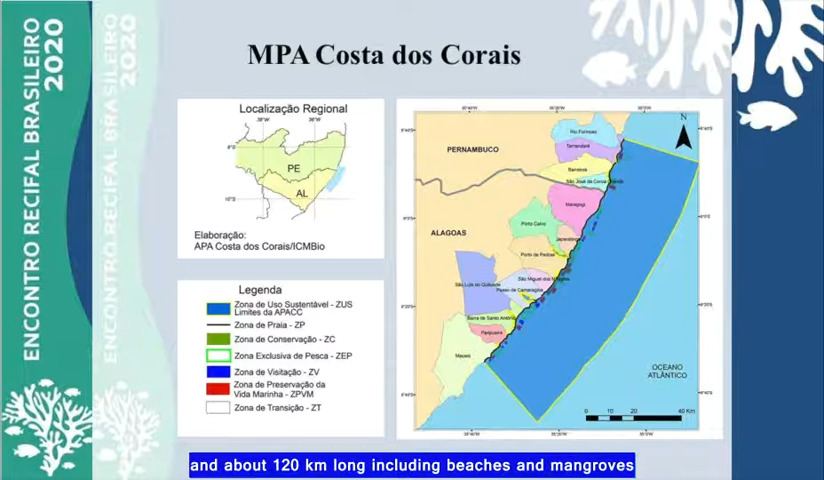 ENCONTRO RECIFAL BRASILEIRO
2020
ENCONTRO RECIFAL BRASILEIRO
2020
MPA Costa dos Corais
Localização Regional
PE
AL
Elaboração:
APA Costa dos Corais/ICMBio
Legenda
Zona de Uso Sustentável - ZUS
Limites da APACC
Zona de Praia - ZP
Zona de Conservação - ZC
Zona Exclusiva de Pesca - ZEP
Zona de Visitação - ZV
Zona de Preservação da
Vida Marinha - ZPVM
Zona de Transição - ZT
N
PERNAMBUCO
ALAGOAS
Rio Formoso
Tamandaré
Barreiros
São José da Coroa Grande
Maragogi
Porto Calvo
Japaratinga
Porto de Pedras
São Miguel dos Milagres
São Luís do Quitunde
Passo de Camaragibe
Barra de Santo Antônio
Paripueira
Maceió
OCEANO
ATLÂNTICO
0 10 20 40 Km
and about 120 km long including beaches and mangroves